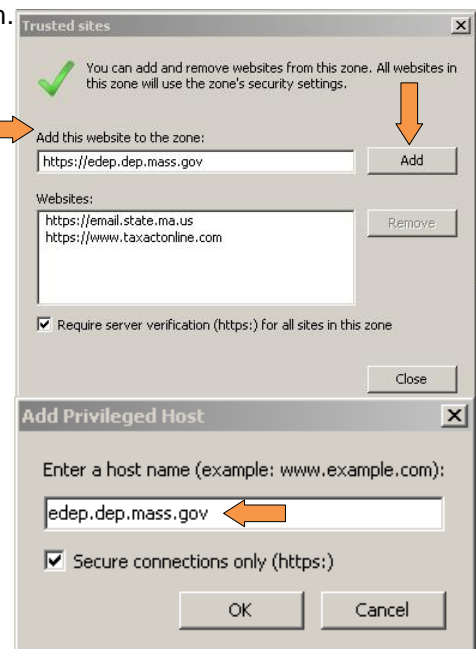 n.
Trusted sites
You can add and remove websites from this zone. All websites in
this zone will use the zone's security settings.
Add this website to the zone:
https://edep.dep.mass.gov
Add
Websites:
https://email.state.ma.us
https://www.taxactonline.com
Remove
Require server verification (https:) for all sites in this zone
Close
Add Privileged Host
Enter a host name (example: www.example.com):
edep.dep.mass.gov
Secure connections only (https:)
OK
Cancel